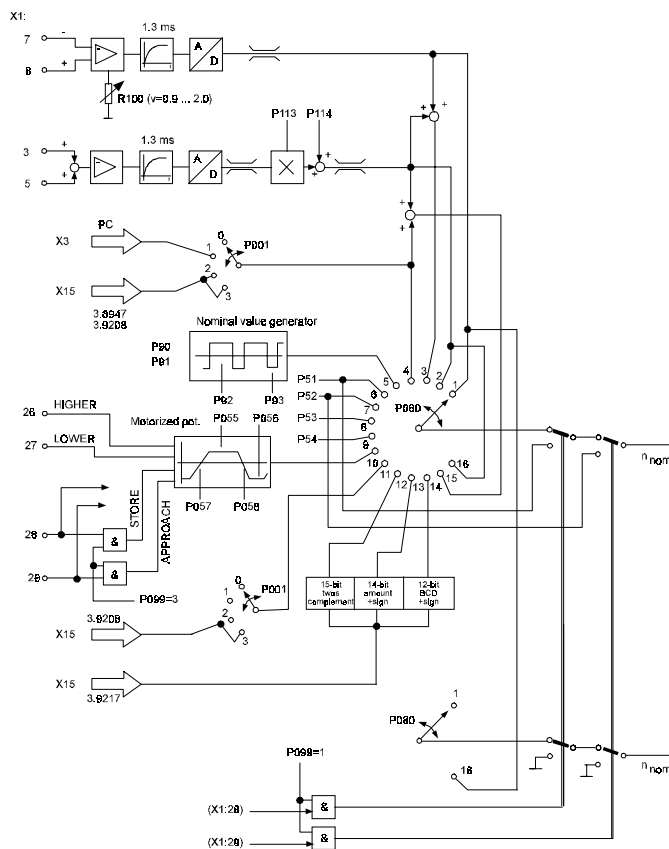 X1:
1.3 ms
7
-
8
+
A
D
R100 (v=0.9 ... 2.0)
P113
P114
1.3 ms
3
+
5
+
A
D
X
+
+
+
+
+
+
PC
X3
X15
3.8947
3.9208
0
1
2
3
P001
Nominal value generator
P90
P91
P92
P93
P51
P52
P53
P54
1
2
3
4
5
6
7
8
9
10
11
12
13
14
15
16
P080
26
HIGHER
27
LOWER
Motorized pot.
P055
P056
P057
P058
STORE
APPROACH
28
&
29
&
P099=3
0
1
2
3
P001
3.9208
X15
15-bit
twos
complement
14-bit
amount
+sign
12-bit
BCD
+sign
X15
3.9217
n nom
1
P080
16
n nom
P099=1
(X1:28)
&
(X1:29)
&